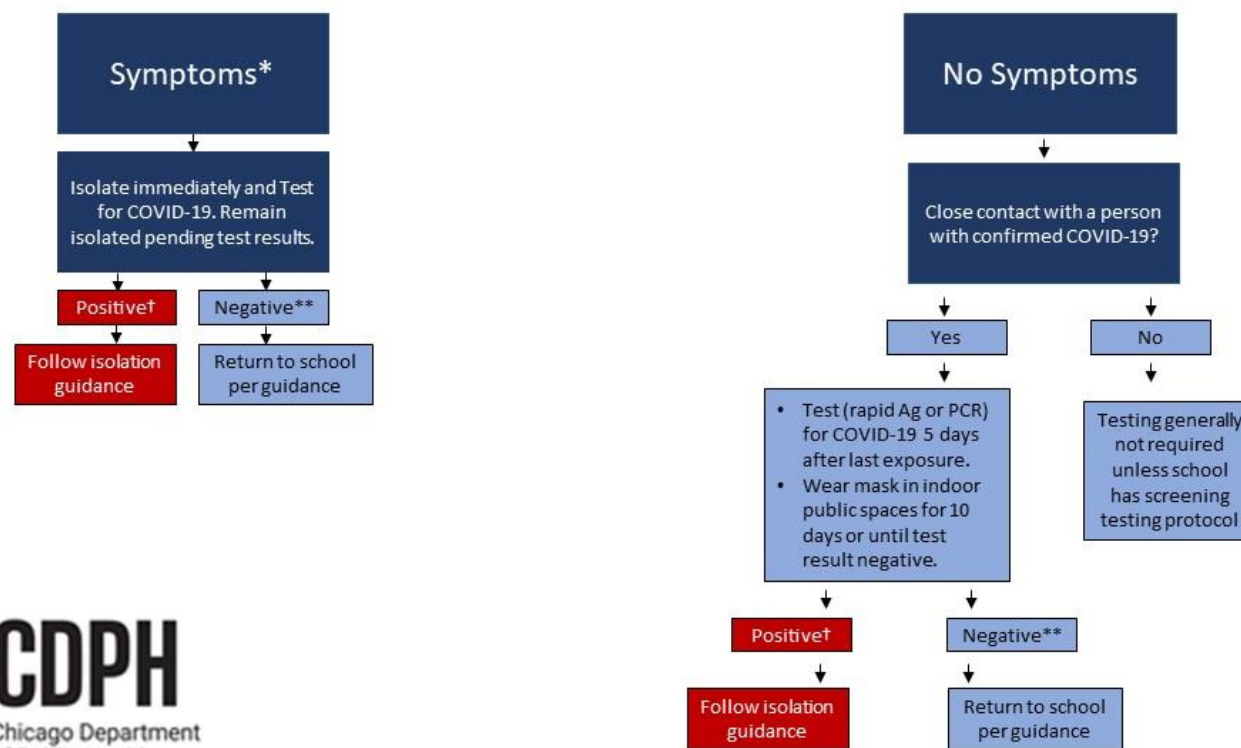 Symptoms*
Isolate immediately and Test
for COVID-19. Remain
isolated pending test results.
Positive†
Negative**
Follow isolation
guidance
Return to school
per guidance
No Symptoms
Close contact with a person
with confirmed COVID-19?
Yes
No
• Test (rapid Ag or PCR)
for COVID-19 5 days
after last exposure.
• Wear mask in indoor
public spaces for 10
days or until test
result negative.
Testing generally
not required
unless school
has screening
testing protocol
Positive†
Negative**
Follow isolation
guidance
Return to school
per guidance
CDPH
Chicago Department